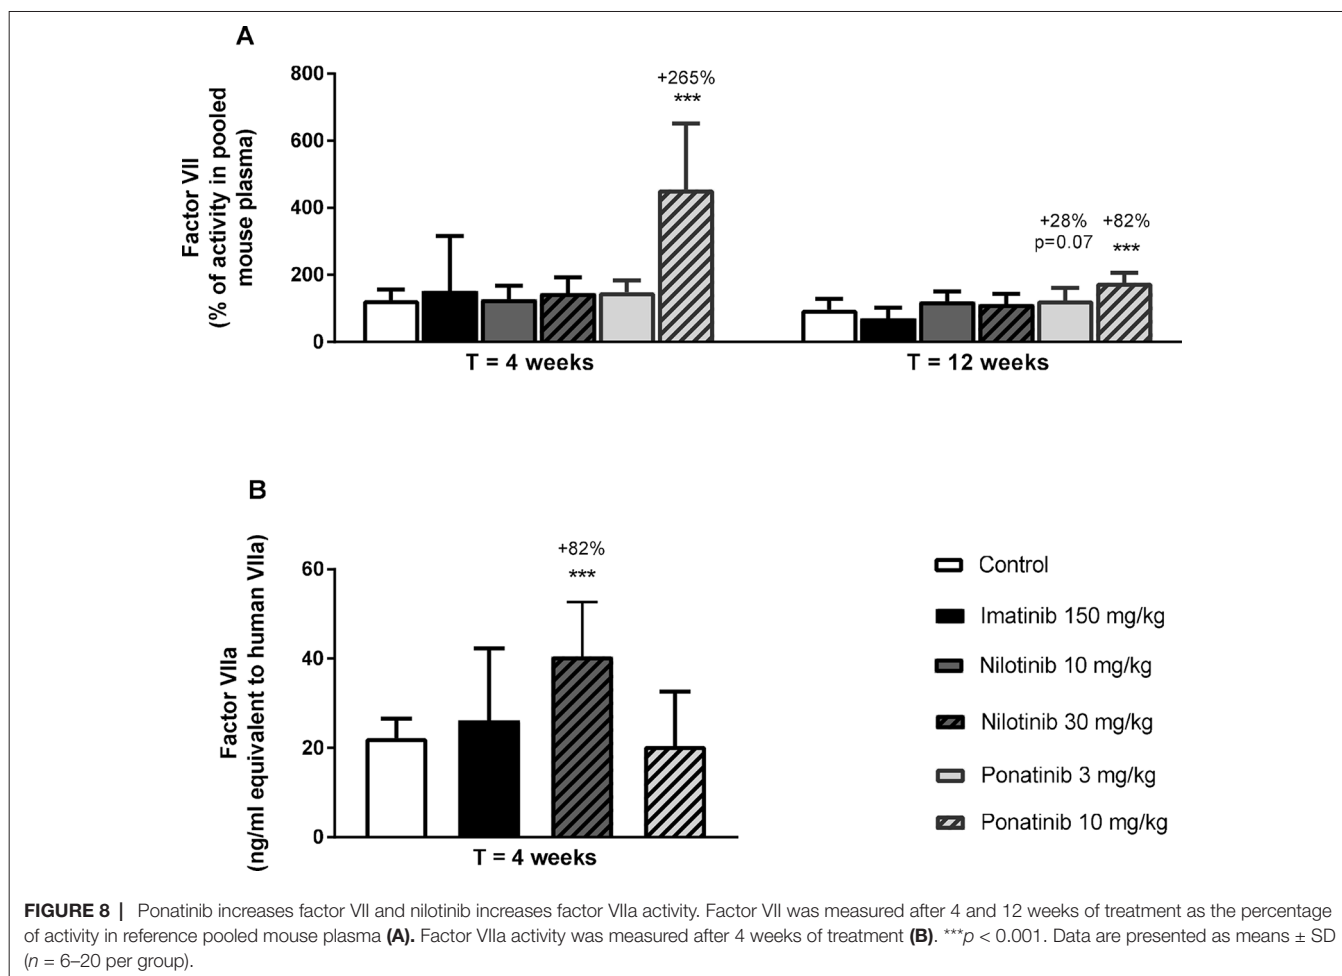 A
Factor VII
(% of activity in pooled
mouse plasma)
800
600
400
200
0
+265%
***
+28%
p=0.07
+82%
***
T = 4 weeks
T = 12 weeks
B
Factor VIIa
(ng/ml equivalent to human VIIa)
60
40
20
0
+82%
***
T = 4 weeks
Control
Imatinib 150 mg/kg
Nilotinib 10 mg/kg
Nilotinib 30 mg/kg
Ponatinib 3 mg/kg
Ponatinib 10 mg/kg
FIGURE 8 | Ponatinib increases factor VII and nilotinib increases factor VIIa activity. Factor VII was measured after 4 and 12 weeks of treatment as the percentage
of activity in reference pooled mouse plasma (A). Factor VIIa activity was measured after 4 weeks of treatment (B). ***p < 0.001. Data are presented as means ± SD
(n = 6–20 per group).